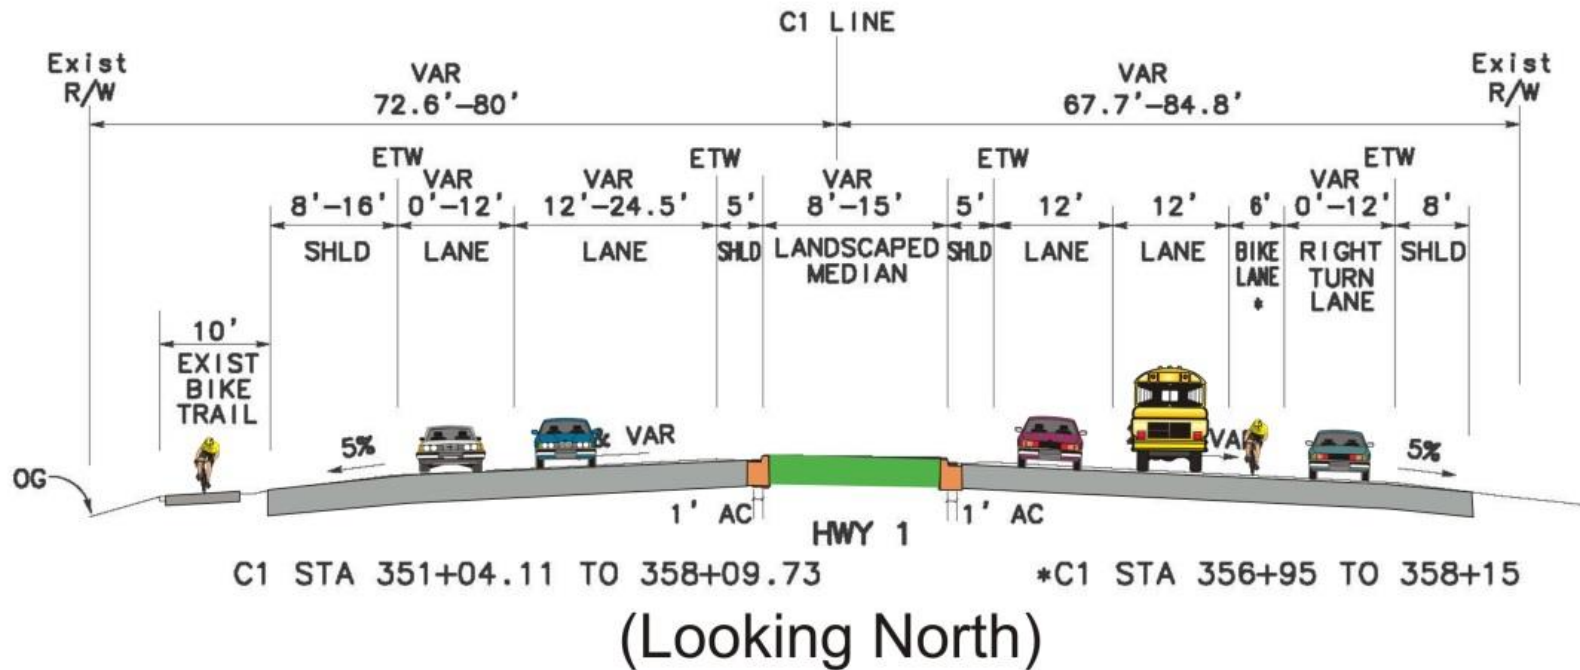 C1 LINE
Exist
R/W
VAR
72.6'-80'
VAR
67.7'-84.8'
Exist
R/W
ETW
ETW
ETW
ETW
8'-16'
SHLD
VAR
0'-12'
LANE
VAR
12'-24.5'
LANE
5'
SHLD
VAR
8'-15'
LANDSCAPED
MEDIAN
5'
SHLD
12'
LANE
12'
LANE
6'
BIKE
LANE
*
VAR
0'-12'
RIGHT
TURN
LANE
8'
SHLD
10'
EXIST
BIKE
TRAIL
5%
& VAR
VAR
5%
OG
1' AC
1' AC
HWY 1
C1 STA 351+04.11 TO 358+09.73
*C1 STA 356+95 TO 358+15
(Looking North)